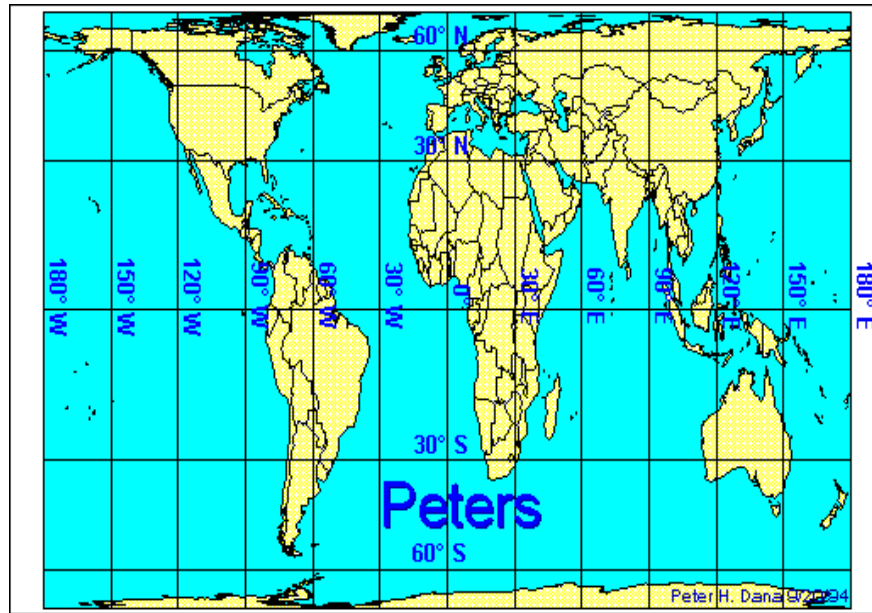 60° N
30° N
180° W
150° W
120° W
90° W
60° W
30° W
0°
30° E
60° E
90° E
120° E
150° E
180° E
30° S
Peters
60° S
Peter H. Dana 9/20/94